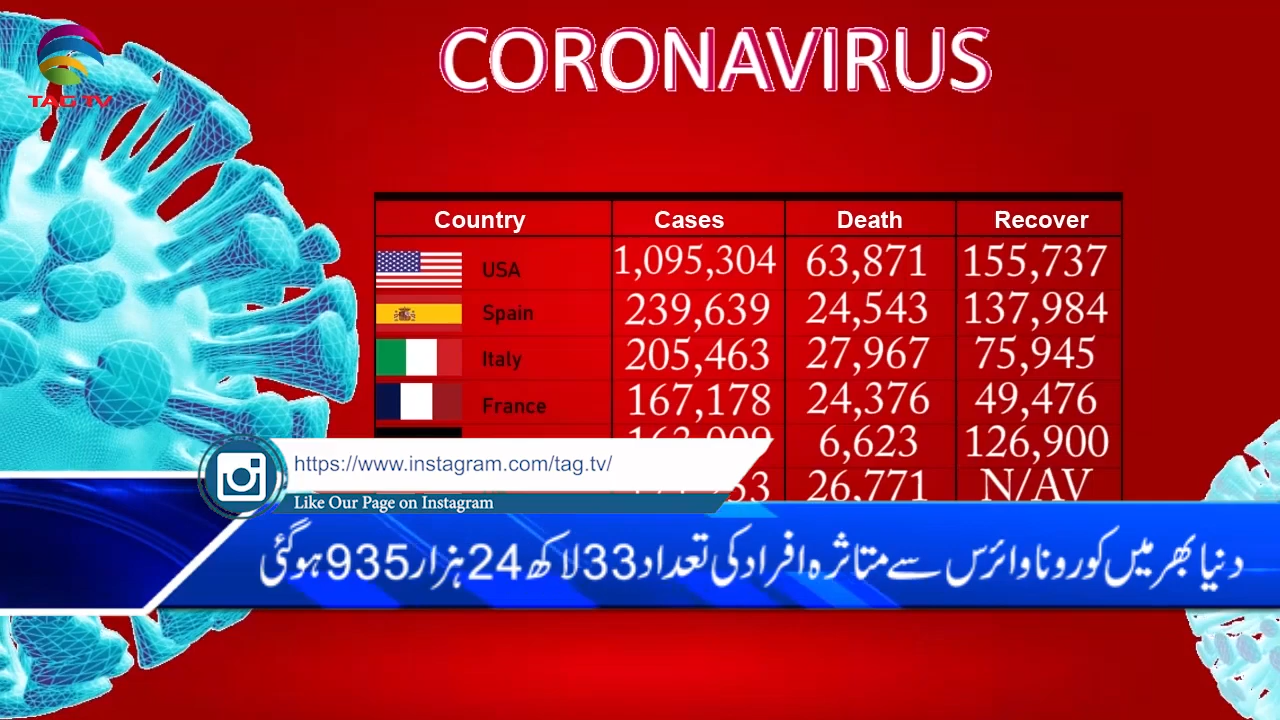 TAG TV
CORONAVIRUS
Country Cases Death Recover
USA 1,095,304 63,871 155,737
Spain 239,639 24,543 137,984
Italy 205,463 27,967 75,945
France 167,178 24,376 49,476
6,623 126,900
26,771 N/AV
https://www.instagram.com/tag.tv/
Like Our Page on Instagram
دنیا بھر میں کورونا وائرس سے متاثرہ افراد کی تعداد 33 لاکھ 24 ہزار 935 ہوگئی